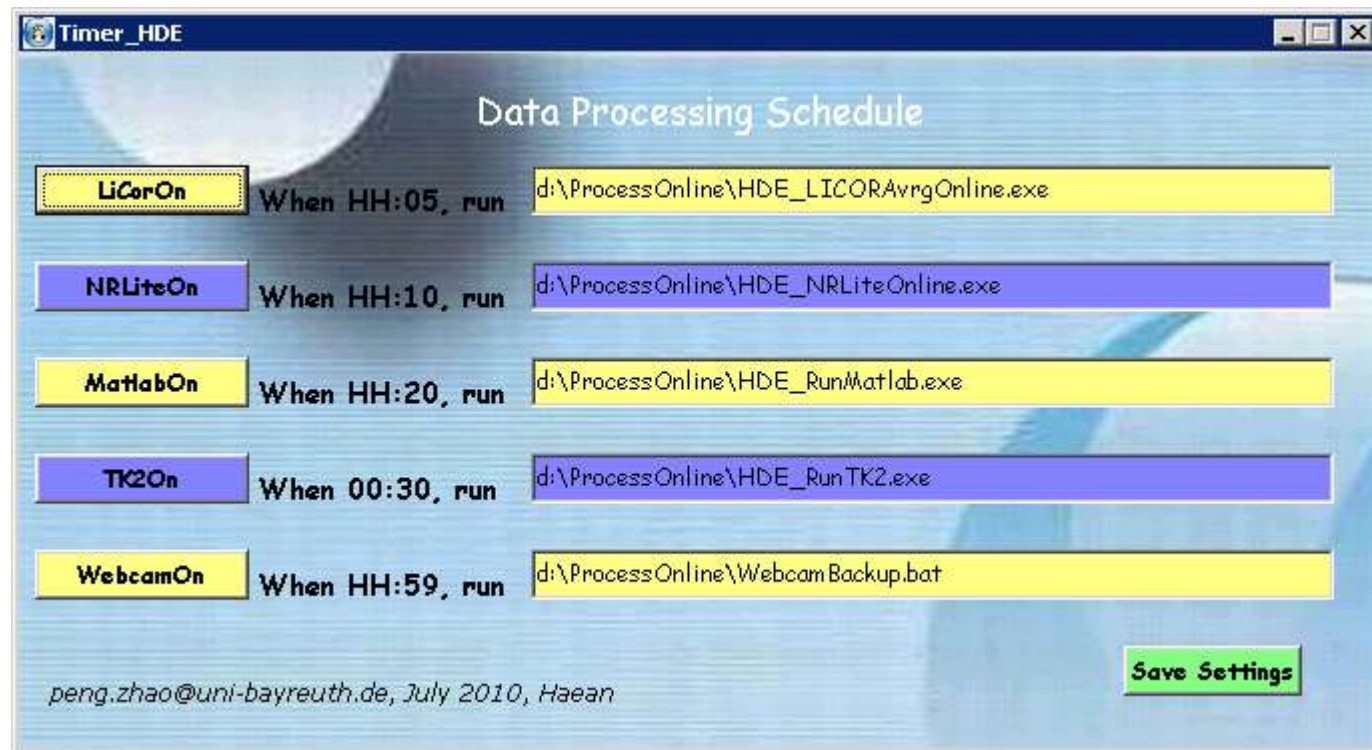 Timer_HDE
Data Processing Schedule
LiCorOn When HH:05, run d:\ProcessOnline\HDE_LICORAvrgOnline.exe
NRLiteOn When HH:10, run d:\ProcessOnline\HDE_NRLiteOnline.exe
MatlabOn When HH:20, run d:\ProcessOnline\HDE_RunMatlab.exe
TK2On When 00:30, run d:\ProcessOnline\HDE_RunTK2.exe
WebcamOn When HH:59, run d:\ProcessOnline\WebcamBackup.bat
Save Settings
peng.zhao@uni-bayreuth.de, July 2010, Haean